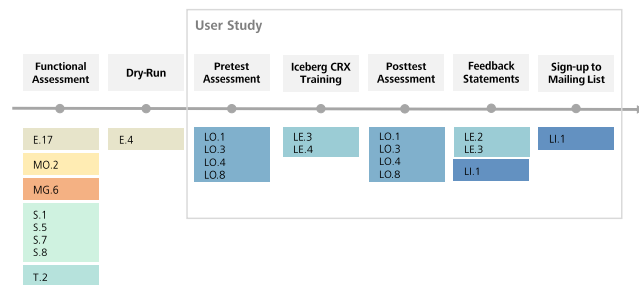 User Study
Functional
Assessment
Dry-Run
Pretest
Assessment
Iceberg CRX
Training
Posttest
Assessment
Feedback
Statements
Sign-up to
Mailing List
E.17
MO.2
MG.6
S.1
S.5
S.7
S.8
T.2
E.4
LO.1
LO.3
LO.4
LO.8
LE.3
LE.4
LO.1
LO.3
LO.4
LO.8
LE.2
LE.3
LI.1
LI.1